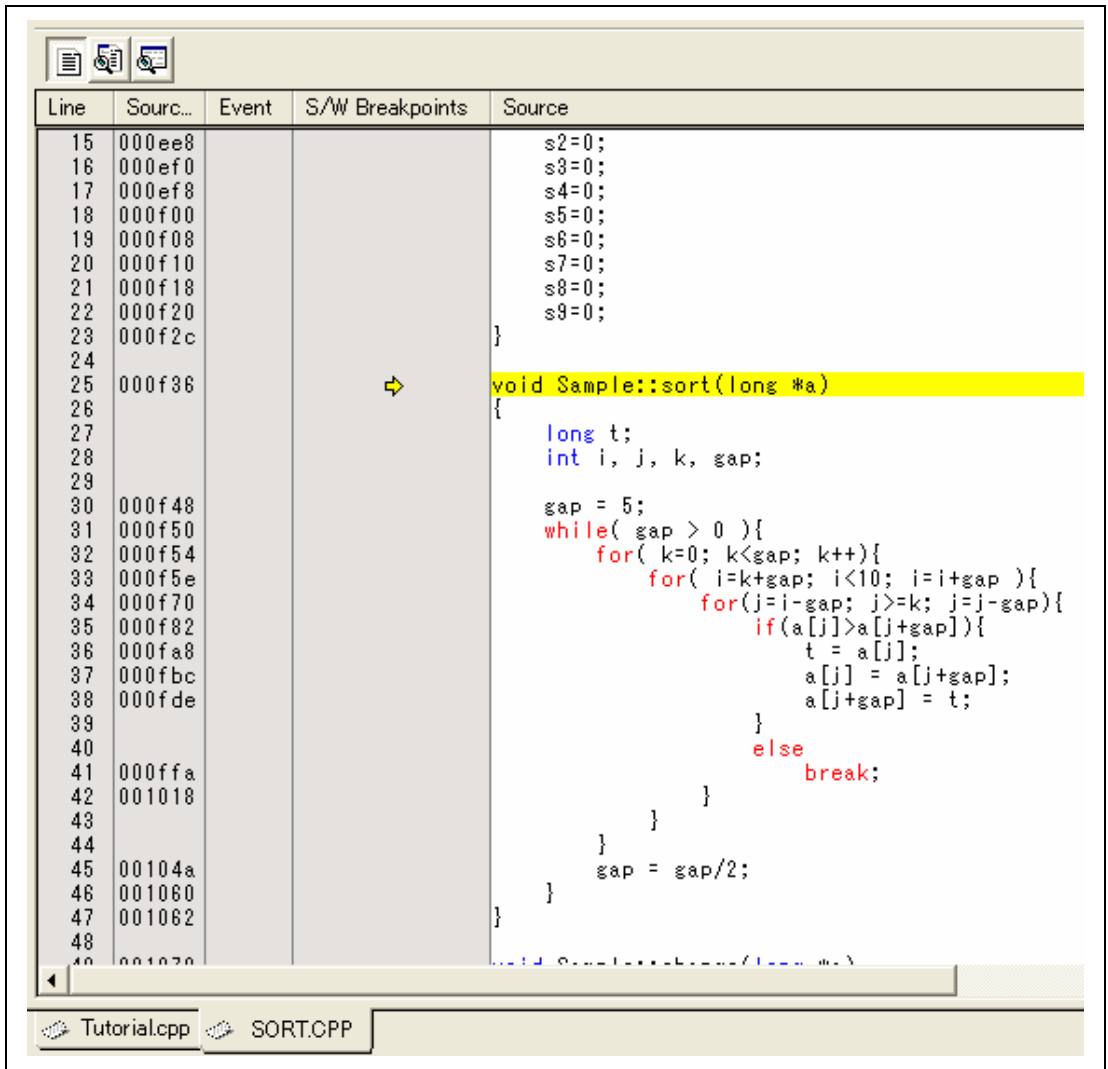 Line Sourc... Event S/W Breakpoints Source
15 000ee8 s2=0;
16 000ef0 s3=0;
17 000ef8 s4=0;
18 000f00 s5=0;
19 000f08 s6=0;
20 000f10 s7=0;
21 000f18 s8=0;
22 000f20 s9=0;
23 000f2c }
24
25 000f36 void Sample::sort(long *a)
26 {
27 long t;
28 int i, j, k, gap;
29
30 000f48 gap = 5;
31 000f50 while( gap > 0 ){
32 000f54 for( k=0; k<gap; k++){
33 000f5e for( i=k+gap; i<10; i=i+gap ){
34 000f70 for(j=i-gap; j>=k; j=j-gap){
35 000f82 if(a[j]>a[j+gap]){
36 000fa8 t = a[j];
37 000fbc a[j] = a[j+gap];
38 000fde a[j+gap] = t;
39 }
40 else
41 000ffa break;
42 001018 }
43 }
44 }
45 00104a gap = gap/2;
46 001060 }
47 001062 }
48
Tutorial.cpp SORT.CPP